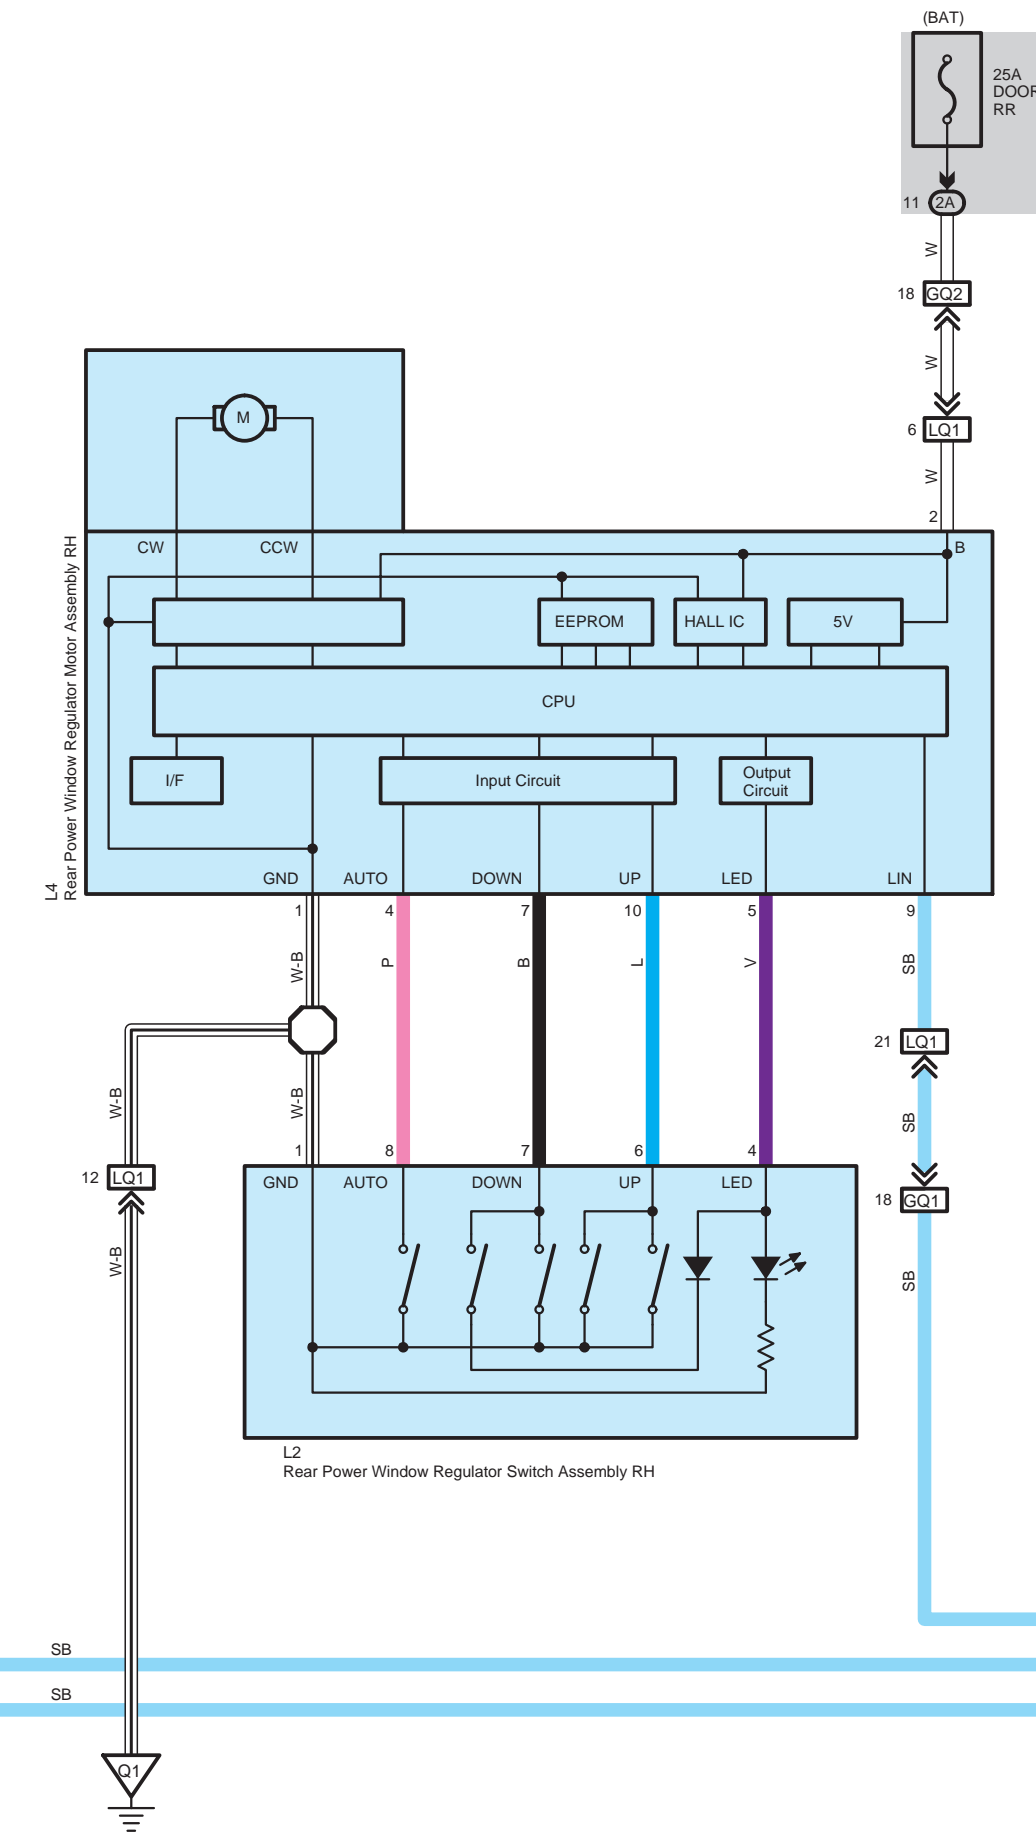 (BAT)
25A
DOOR
RR
11 2A
W
18 GQ2
W
6 LQ1
W
2
M
CW CCW B
EEPROM HALL IC 5V
CPU
I/F Input Circuit Output
Circuit
GND AUTO DOWN UP LED LIN
L4
Rear Power Window Regulator Motor Assembly RH
1 4 7 10 5 9
W-B P B L V SB
21 LQ1
W-B W-B SB
1 8 7 6 4
12 LQ1
GND AUTO DOWN UP LED
18 GQ1
W-B SB
L2
Rear Power Window Regulator Switch Assembly RH
SB
SB
Q1